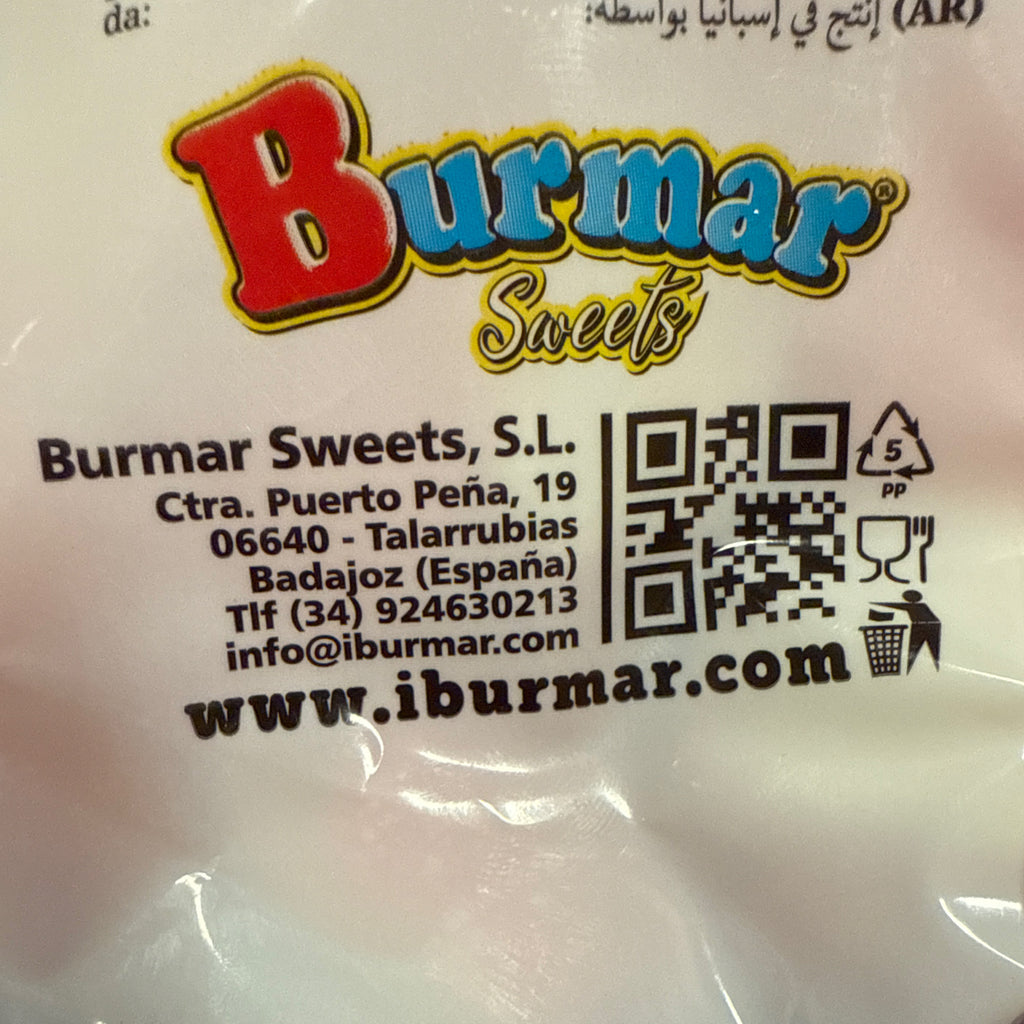 da:
(AR) إنتج في إسبانيا بواسطة:
Burmar®
Sweets
Burmar Sweets, S.L.
Ctra. Puerto Peña, 19
06640 - Talarrubias
Badajoz (España)
Tlf (34) 924630213
info@iburmar.com
www.iburmar.com
5
PP